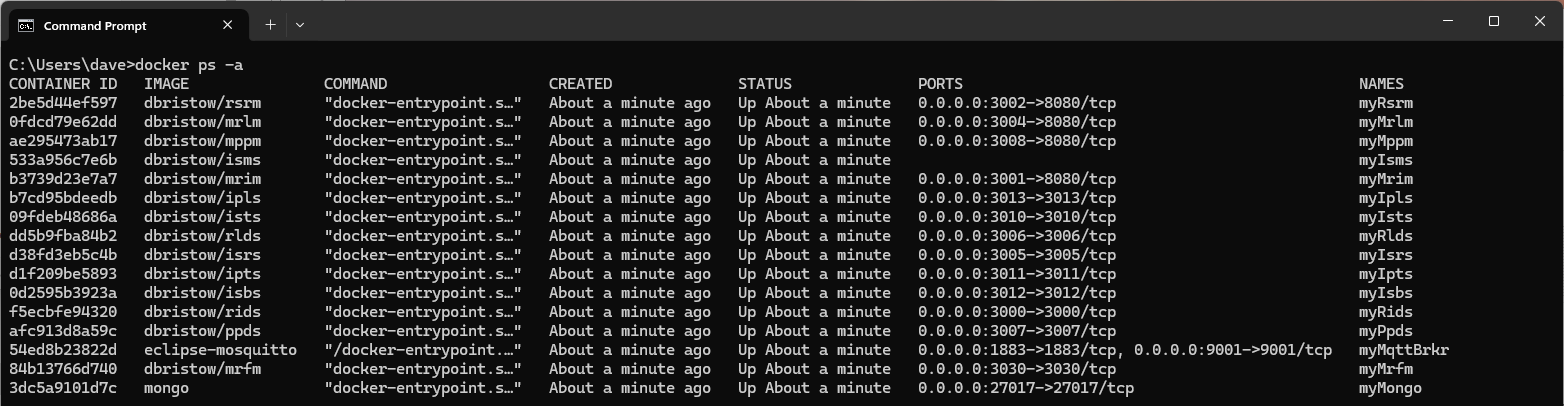 Command Prompt
C:\Users\dave>docker ps -a
CONTAINER ID   IMAGE               COMMAND                  CREATED              STATUS              PORTS                                            NAMES
2be5d44ef597   dbristow/rsrm       "docker-entrypoint.s…"   About a minute ago   Up About a minute   0.0.0.0:3002->8080/tcp                           myRsrm
0fdcd79e62dd   dbristow/mrlm       "docker-entrypoint.s…"   About a minute ago   Up About a minute   0.0.0.0:3004->8080/tcp                           myMrlm
ae295473ab17   dbristow/mppm       "docker-entrypoint.s…"   About a minute ago   Up About a minute   0.0.0.0:3008->8080/tcp                           myMppm
533a956c7e6b   dbristow/isms       "docker-entrypoint.s…"   About a minute ago   Up About a minute                                                    myIsms
b3739d23e7a7   dbristow/mrim       "docker-entrypoint.s…"   About a minute ago   Up About a minute   0.0.0.0:3001->8080/tcp                           myMrim
b7cd95bdeedb   dbristow/ipls       "docker-entrypoint.s…"   About a minute ago   Up About a minute   0.0.0.0:3013->3013/tcp                           myIpls
09fdeb48686a   dbristow/ists       "docker-entrypoint.s…"   About a minute ago   Up About a minute   0.0.0.0:3010->3010/tcp                           myIsts
dd5b9fba84b2   dbristow/rlds       "docker-entrypoint.s…"   About a minute ago   Up About a minute   0.0.0.0:3006->3006/tcp                           myRlds
d38fd3eb5c4b   dbristow/isrs       "docker-entrypoint.s…"   About a minute ago   Up About a minute   0.0.0.0:3005->3005/tcp                           myIsrs
d1f209be5893   dbristow/ipts       "docker-entrypoint.s…"   About a minute ago   Up About a minute   0.0.0.0:3011->3011/tcp                           myIpts
0d2595b3923a   dbristow/isbs       "docker-entrypoint.s…"   About a minute ago   Up About a minute   0.0.0.0:3012->3012/tcp                           myIsbs
f5ecbfe94320   dbristow/rids       "docker-entrypoint.s…"   About a minute ago   Up About a minute   0.0.0.0:3000->3000/tcp                           myRids
afc913d8a59c   dbristow/ppds       "docker-entrypoint.s…"   About a minute ago   Up About a minute   0.0.0.0:3007->3007/tcp                           myPpds
54ed8b23822d   eclipse-mosquitto   "/docker-entrypoint.…"   About a minute ago   Up About a minute   0.0.0.0:1883->1883/tcp, 0.0.0.0:9001->9001/tcp   myMqttBrkr
84b13766d740   dbristow/mrfm       "docker-entrypoint.s…"   About a minute ago   Up About a minute   0.0.0.0:3030->3030/tcp                           myMrfm
3dc5a9101d7c   mongo               "docker-entrypoint.s…"   About a minute ago   Up About a minute   0.0.0.0:27017->27017/tcp                         myMongo